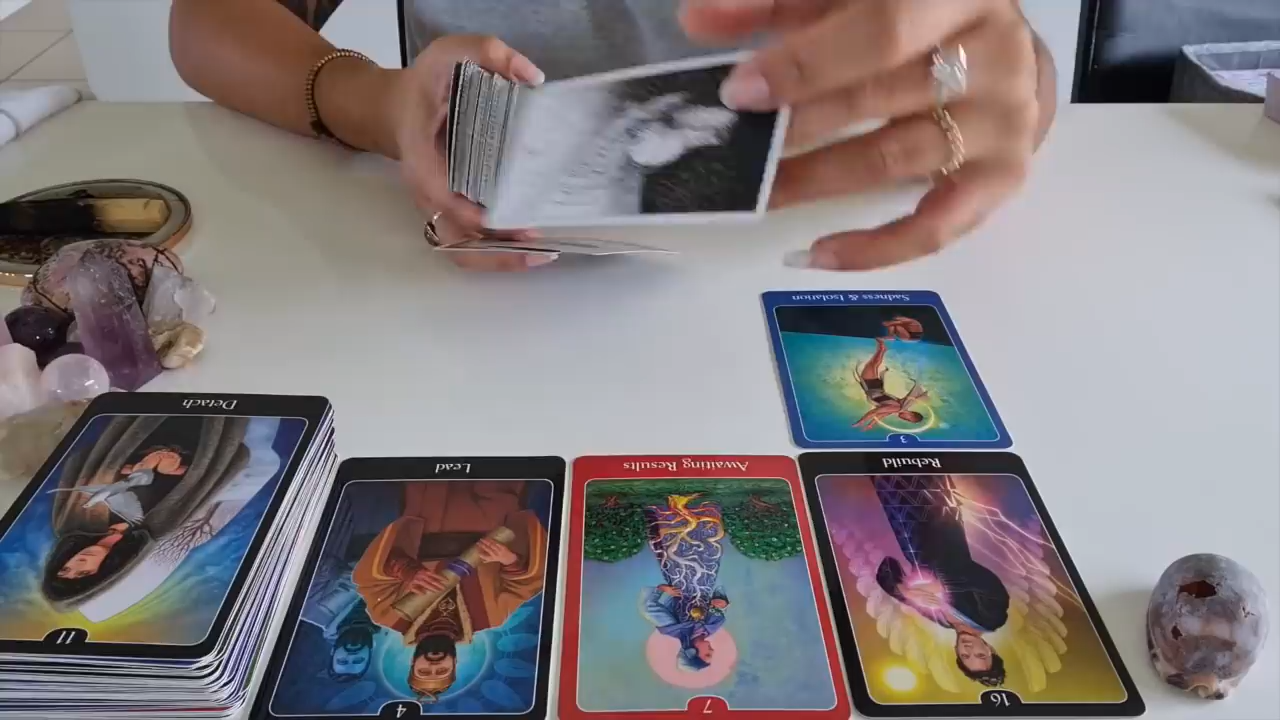 Sadness & Isolation
3
Detach
11
Lead
4
Awaiting Results
7
Rebuild
16